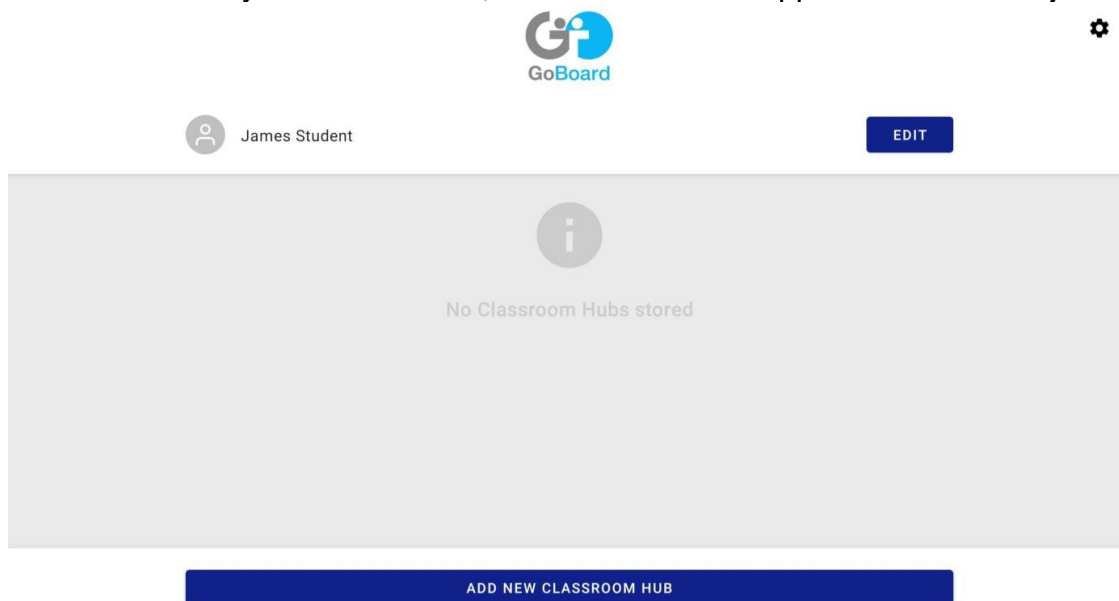 GoBoard
James Student
EDIT
No Classroom Hubs stored
ADD NEW CLASSROOM HUB